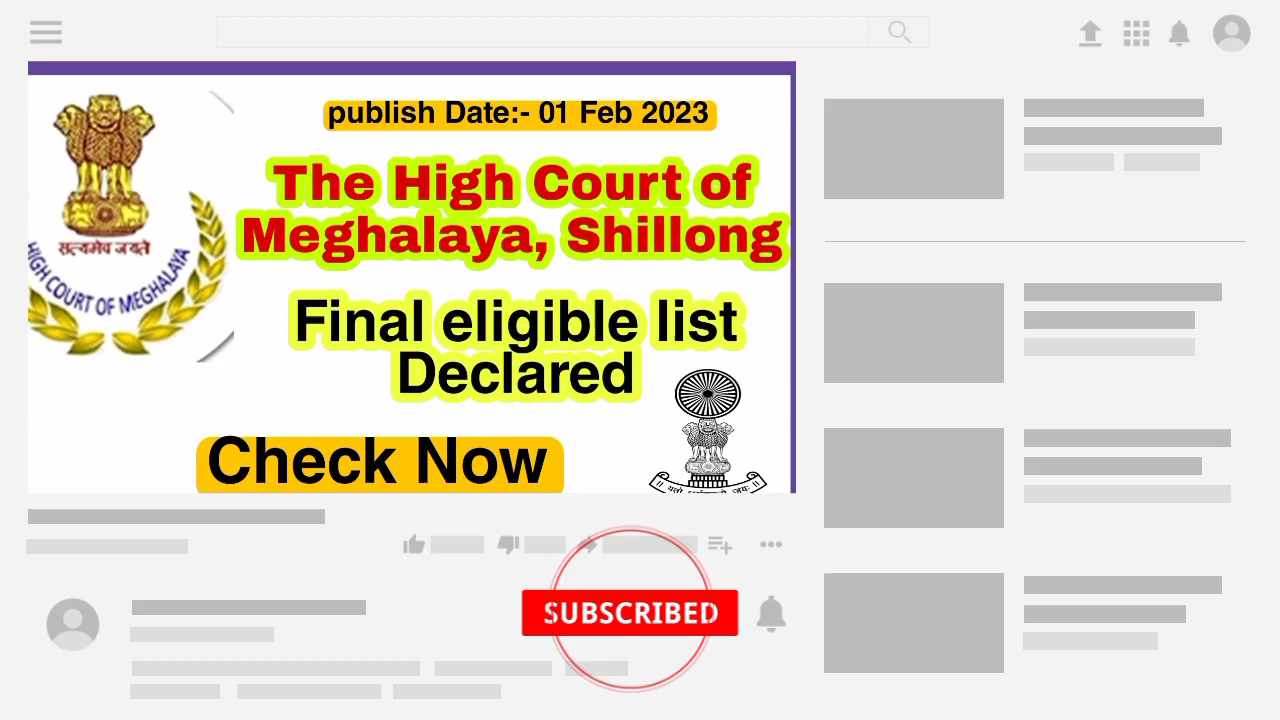 publish Date:- 01 Feb 2023
The High Court of
Meghalaya, Shillong
सत्यमेव जयते
HIGH COURT OF MEGHALAYA
Final eligible list
Declared
Check Now
SUBSCRIBED